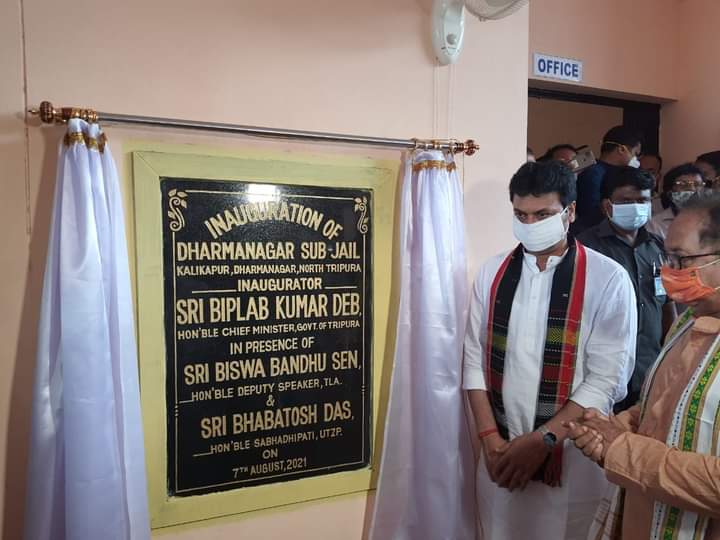 OFFICE
INAUGURATION OF
DHARMANAGAR SUB-JAIL
KALIKAPUR, DHARMANAGAR, NORTH TRIPURA
INAUGURATOR
SRI BIPLAB KUMAR DEB,
HON'BLE CHIEF MINISTER, GOVT. OF TRIPURA
IN PRESENCE OF
SRI BISWA BANDHU SEN,
HON'BLE DEPUTY SPEAKER, TLA.
&
SRI BHABATOSH DAS,
HON'BLE SABHADHIPATI, UTZP.
ON
7TH AUGUST, 2021